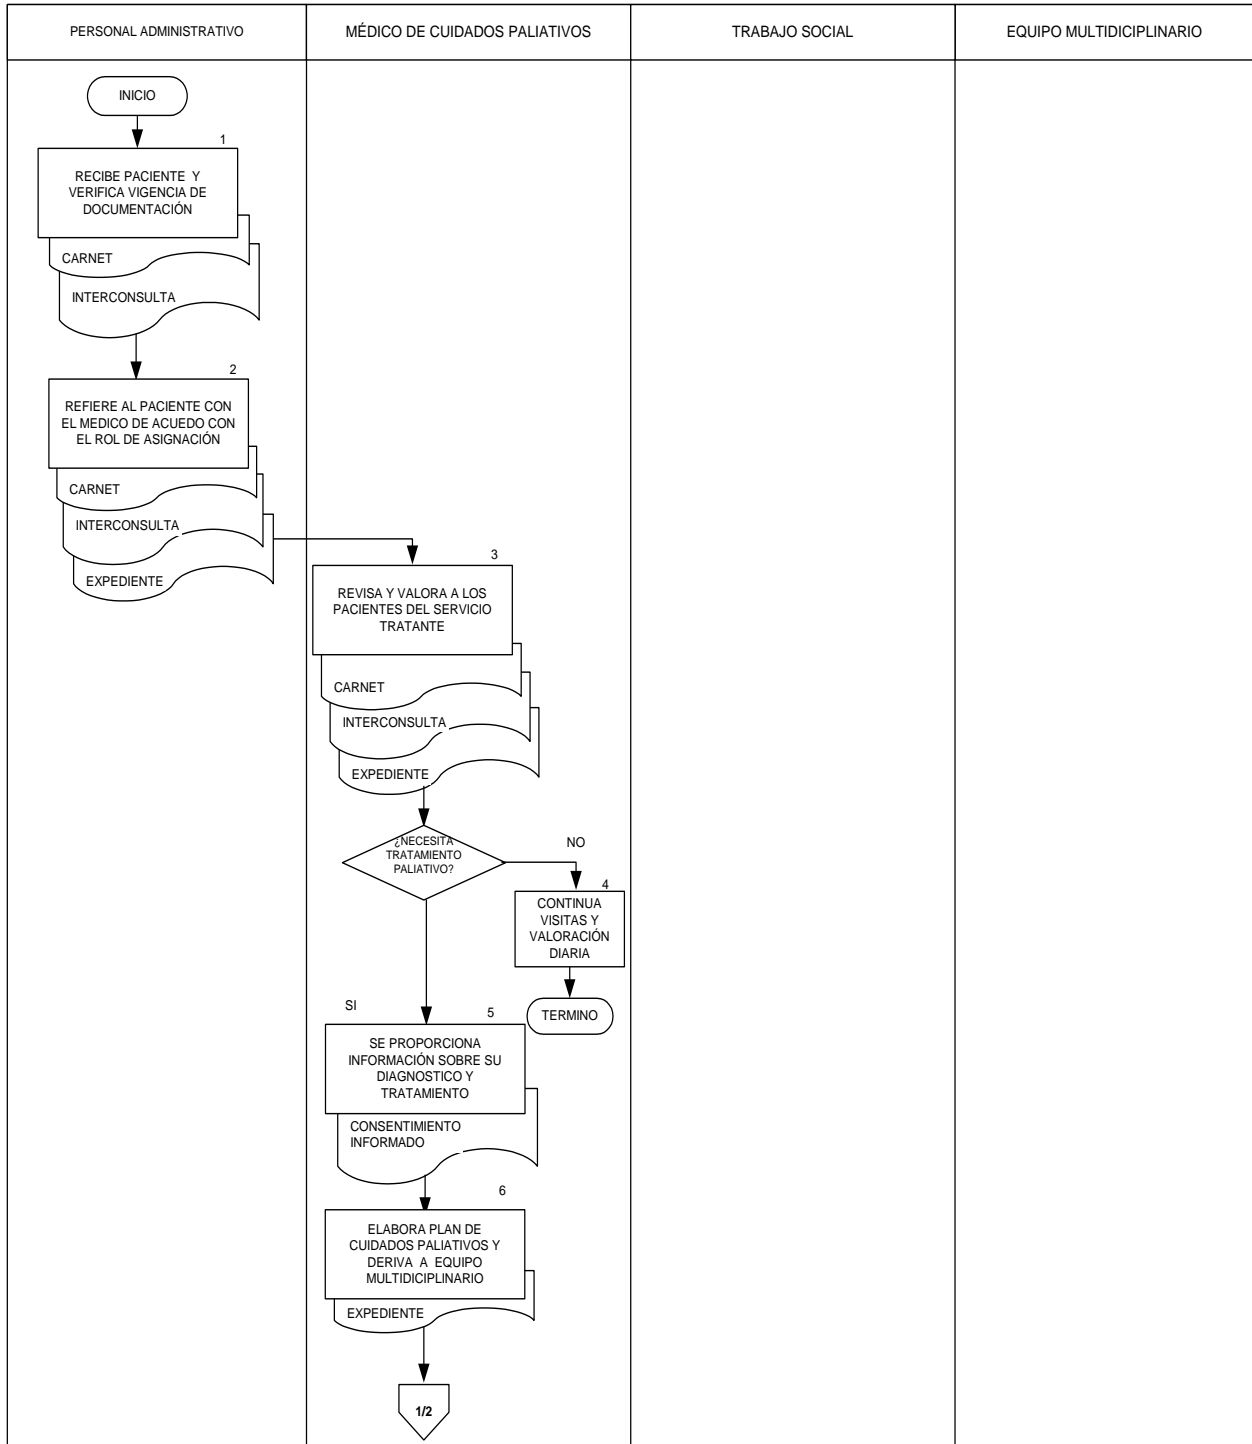 PERSONAL ADMINISTRATIVO
MÉDICO DE CUIDADOS PALIATIVOS
TRABAJO SOCIAL
EQUIPO MULTIDICIPLINARIO
INICIO
1
RECIBE PACIENTE Y
VERIFICA VIGENCIA DE
DOCUMENTACIÓN
CARNET
INTERCONSULTA
2
REFIERE AL PACIENTE CON
EL MEDICO DE ACUEDO CON
EL ROL DE ASIGNACIÓN
CARNET
INTERCONSULTA
EXPEDIENTE
3
REVISA Y VALORA A LOS
PACIENTES DEL SERVICIO
TRATANTE
CARNET
INTERCONSULTA
EXPEDIENTE
¿NECESITA
TRATAMIENTO
PALIATIVO?
NO
4
CONTINUA
VISITAS Y
VALORACIÓN
DIARIA
TERMINO
SI
5
SE PROPORCIONA
INFORMACIÓN SOBRE SU
DIAGNOSTICO Y
TRATAMIENTO
CONSENTIMIENTO
INFORMADO
6
ELABORA PLAN DE
CUIDADOS PALIATIVOS Y
DERIVA A EQUIPO
MULTIDICIPLINARIO
EXPEDIENTE
1/2